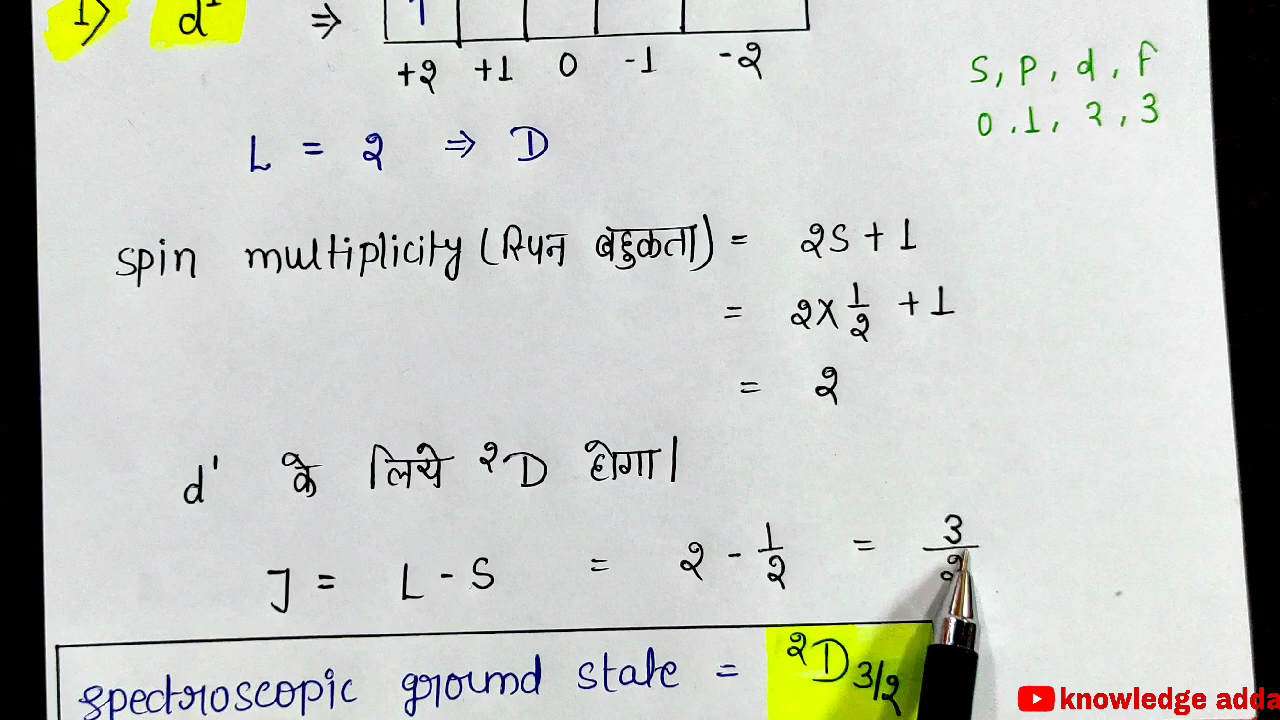 1) d¹ ⇒ 1
+2 +1 0 -1 -2
S, P, d, f
0, 1, 2, 3
L = 2 ⇒ D
spin multiplicity (स्पिन बहुकता) = 2S + 1
= 2 × 1/2 + 1
= 2
d¹ के लिये ²D होगा।
J = L - S = 2 - 1/2 = 3/2
spectroscopic ground state = ²D3/2
knowledge adda